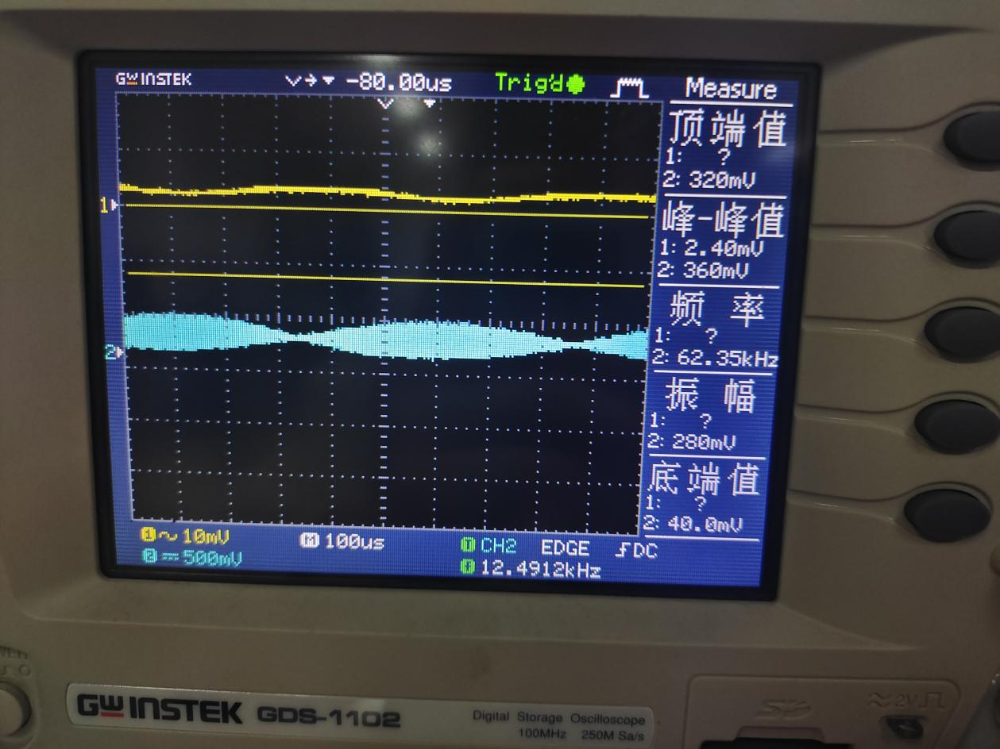 GW INSTEK
-80.00us
Trig'd
Measure
顶端值
1: ?
2: 320mV
峰-峰值
1: 2.40mV
2: 360mV
频率
1: ?
2: 62.35kHz
振幅
1: ?
2: 280mV
底端值
1: ?
2: 40.0mV
1
2
1 ~ 10mV
M 100us
T CH2 EDGE DC
2 500mV
F 12.4912kHz
GW INSTEK GDS-1102
Digital Storage Oscilloscope
100MHz 250M Sa/s
SD
≈2V